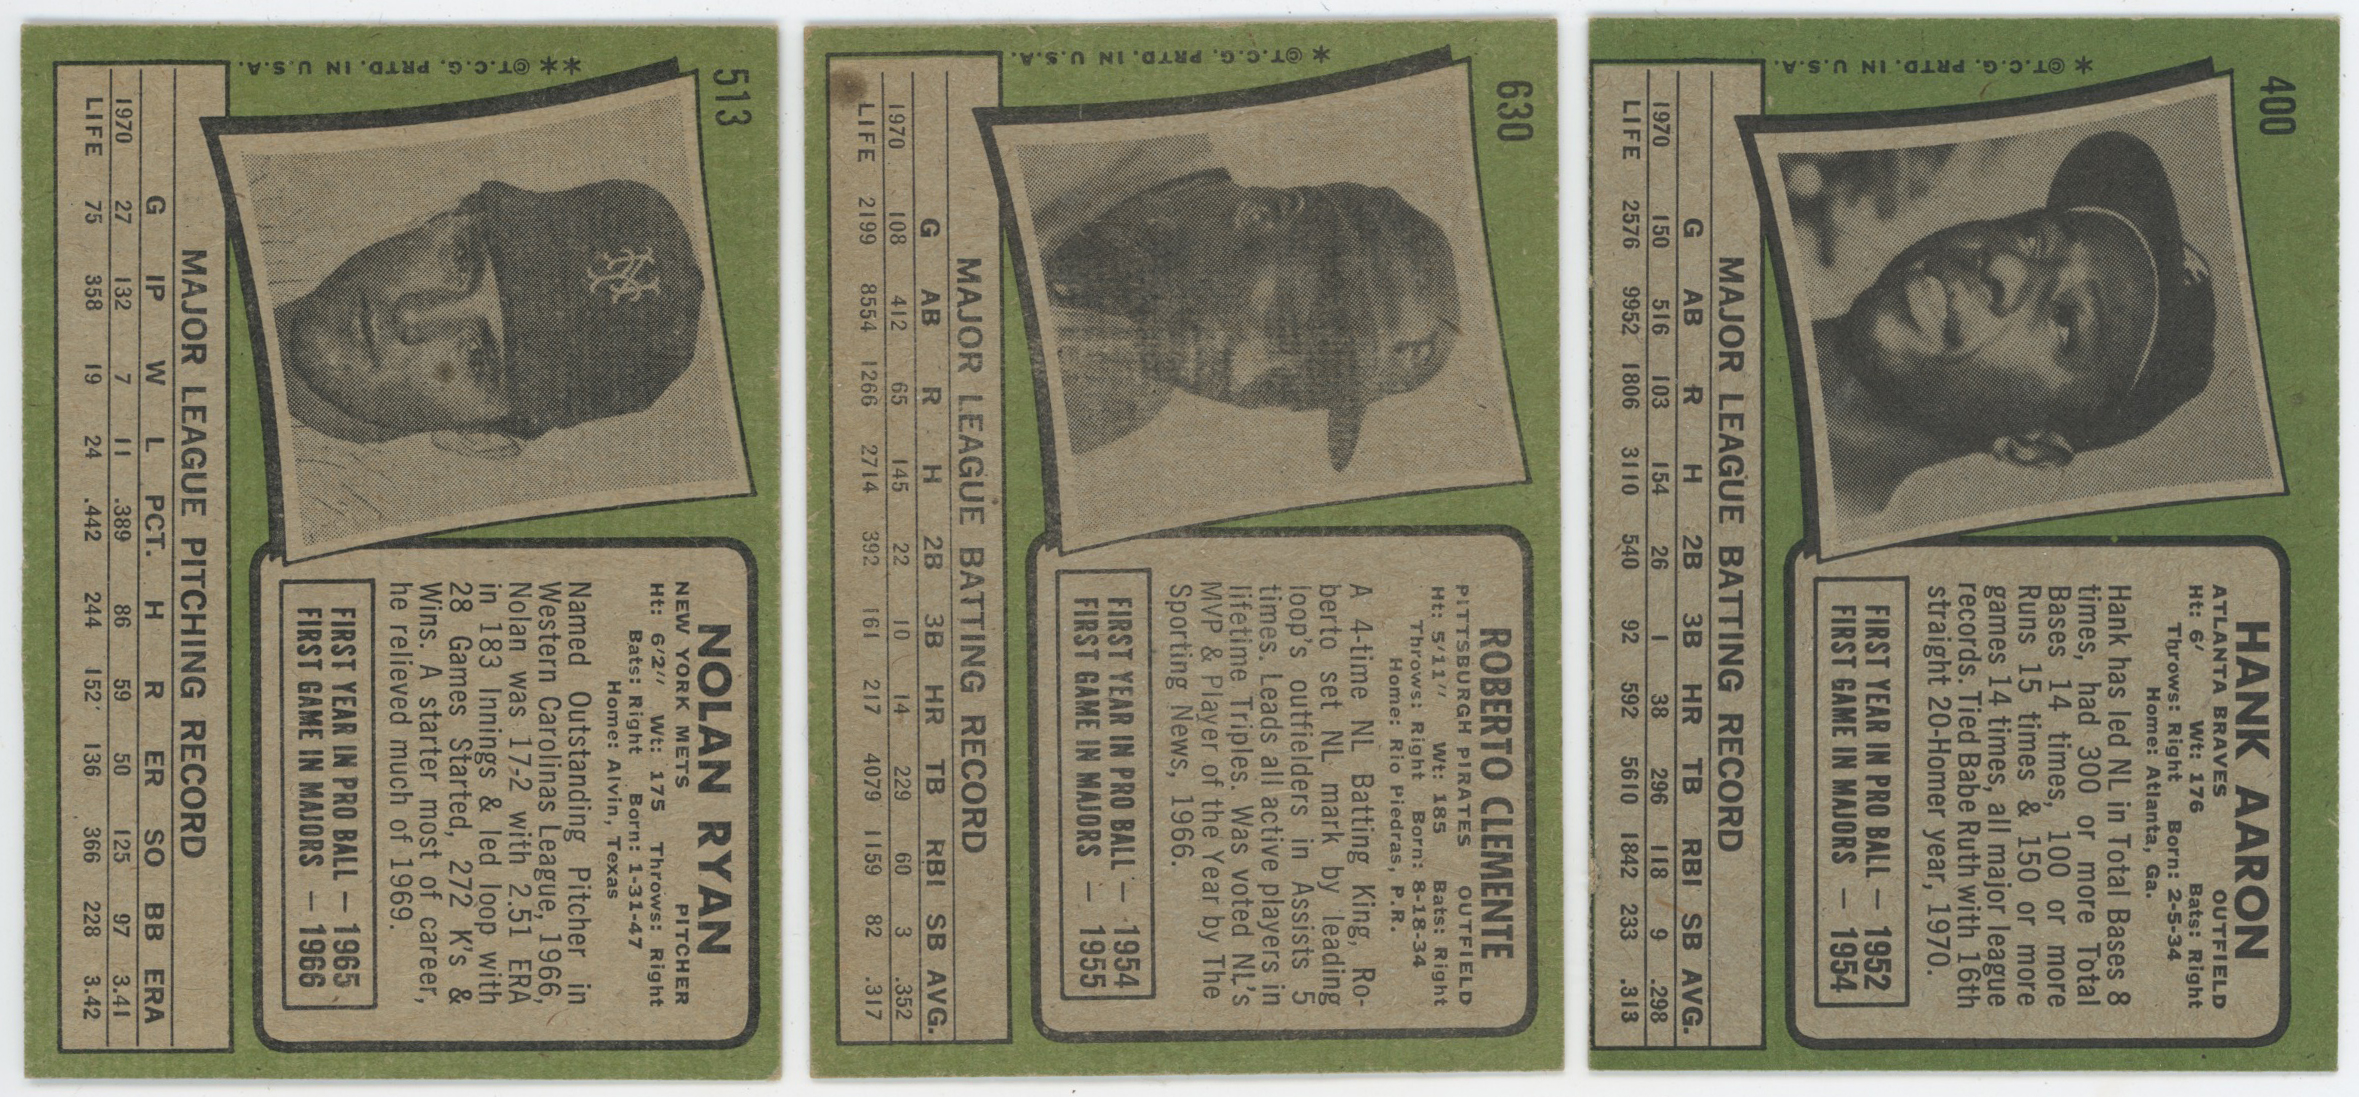 513
NOLAN RYAN
NEW YORK METS PITCHER
Ht: 6'2" Wt: 175 Throws: Right
Bats: Right Born: 1-31-47
Home: Alvin, Texas
Named Outstanding Pitcher in
Western Carolinas League, 1966,
Nolan was 17-2 with 2.51 ERA
in 183 Innings & led loop with
28 Games Started, 272 K's &
Wins. A starter most of career,
he relieved much of 1969.
FIRST YEAR IN PRO BALL — 1965
FIRST GAME IN MAJORS — 1966
NY
MAJOR LEAGUE PITCHING RECORD
G IP W L PCT. H R ER SO BB ERA
1970 27 132 7 11 .389 86 59 50 125 97 3.41
LIFE 75 358 19 24 .442 244 152 136 366 228 3.42
**©T.C.G. PRTD. IN U.S.A.
630
ROBERTO CLEMENTE
PITTSBURGH PIRATES OUTFIELD
Ht: 5'11" Wt: 185 Bats: Right
Throws: Right Born: 8-18-34
Home: Rio Piedras, P.R.
A 4-time NL Batting King, Ro-
berto set NL mark by leading
loop's outfielders in Assists 5
times. Leads all active players in
lifetime Triples. Was voted NL's
MVP & Player of the Year by The
Sporting News, 1966.
FIRST YEAR IN PRO BALL — 1954
FIRST GAME IN MAJORS — 1955
MAJOR LEAGUE BATTING RECORD
G AB R H 2B 3B HR TB RBI SB AVG.
1970 108 412 65 145 22 10 14 229 60 3 .352
LIFE 2199 8554 1266 2714 392 161 217 4079 1159 82 .317
*©T.C.G. PRTD. IN U.S.A.
400
HANK AARON
ATLANTA BRAVES OUTFIELD
Ht: 6' Wt: 176 Bats: Right
Throws: Right Born: 2-5-34
Home: Atlanta, Ga.
Hank has led NL in Total Bases 8
times, had 300 or more Total
Bases 14 times, 100 or more
Runs 15 times & 150 or more
games 14 times, all major league
records. Tied Babe Ruth with 16th
straight 20-Homer year, 1970.
FIRST YEAR IN PRO BALL — 1952
FIRST GAME IN MAJORS — 1954
MAJOR LEAGUE BATTING RECORD
G AB R H 2B 3B HR TB RBI SB AVG.
1970 150 516 103 154 26 1 38 296 118 9 .298
LIFE 2576 9952 1806 3110 540 92 592 5610 1842 233 .313
*©T.C.G. PRTD. IN U.S.A.